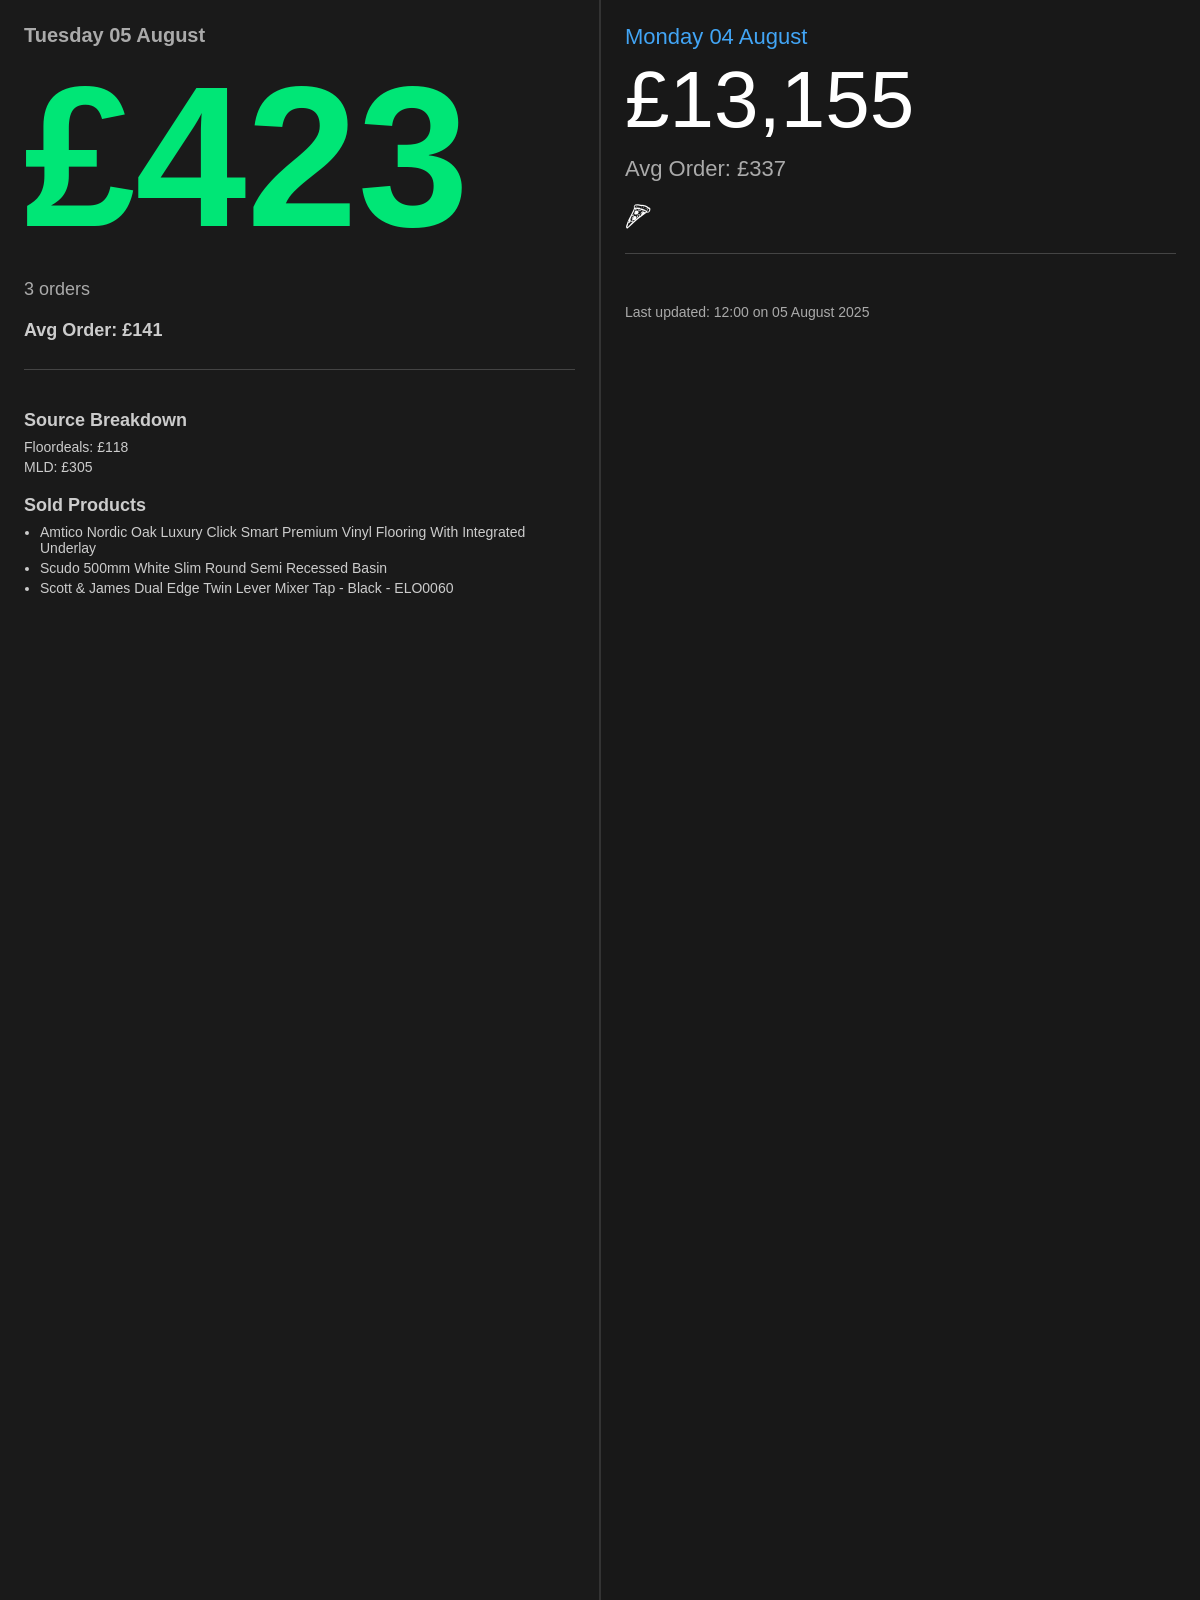 Tuesday 05 August
£423
3 orders
Avg Order: £141
Source Breakdown
Floordeals: £118
MLD: £305
Sold Products
• Amtico Nordic Oak Luxury Click Smart Premium Vinyl Flooring With Integrated
Underlay
• Scudo 500mm White Slim Round Semi Recessed Basin
• Scott & James Dual Edge Twin Lever Mixer Tap - Black - ELO0060
Monday 04 August
£13,155
Avg Order: £337
Last updated: 12:00 on 05 August 2025